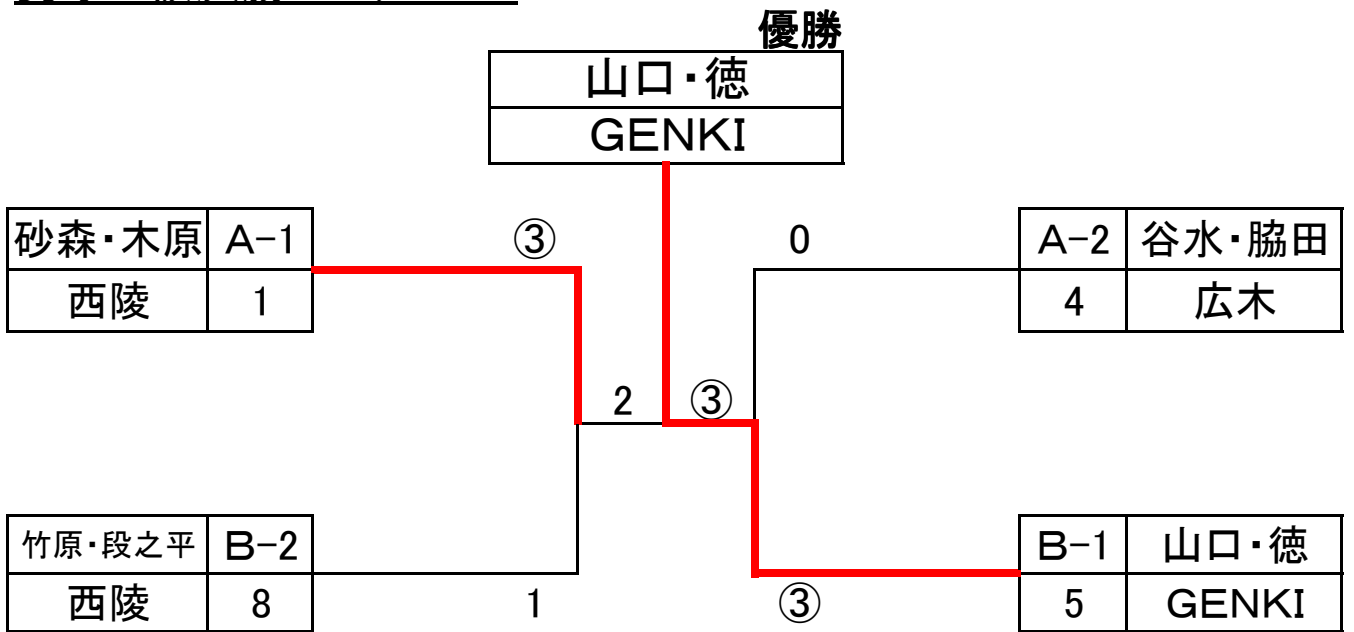 優勝
山口・徳
GENKI
砂森・木原 A-1 ③ 0 A-2 谷水・脇田
西陵 1 4 広木
2 ③
竹原・段之平 B-2 B-1 山口・徳
西陵 8 1 ③ 5 GENKI